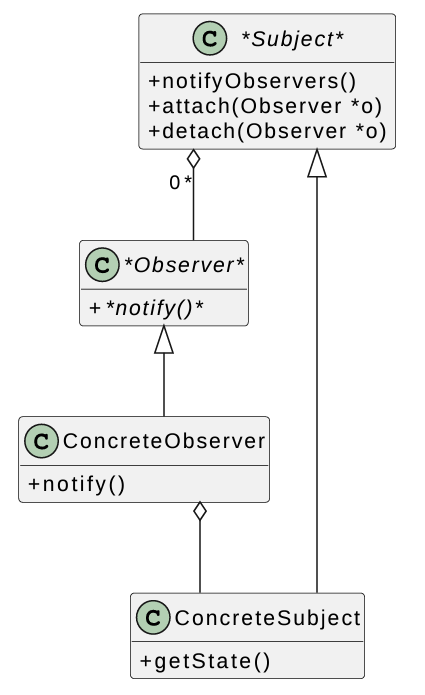 C *Subject*
+notifyObservers()
+attach(Observer *o)
+detach(Observer *o)
0*
C *Observer*
+*notify()*
C ConcreteObserver
+notify()
C ConcreteSubject
+getState()